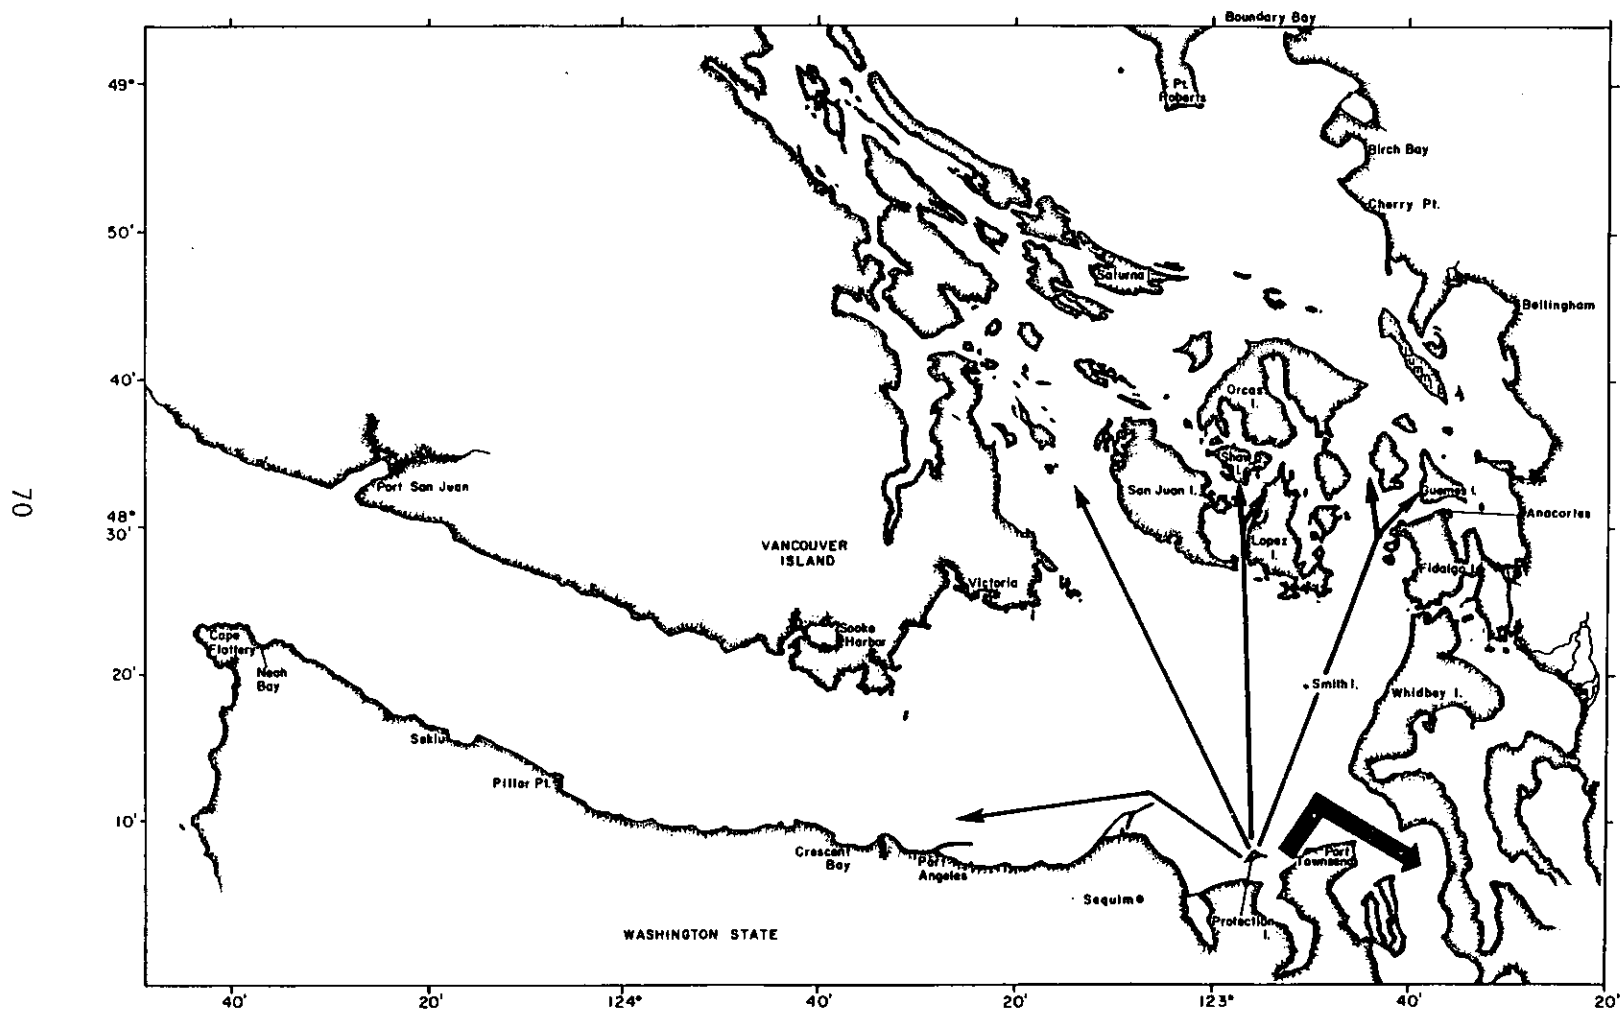 Boundary Bay
49°
Pt.
Roberts
Birch Bay
Cherry Pt.
50'
Saturna I.
Bellingham
40'
Orcas
I.
Shaw
I.
Port San Juan
San Juan I.
Guemes I.
70
48°
30'
Anacortes
Lopez
I.
VANCOUVER
ISLAND
Victoria
Fidalgo I.
Cape
Flattery
Sooke
Harbor
Neah
Bay
20'
Smith I.
Whidbey I.
Sekiu
Pillar Pt.
10'
Crescent
Bay
Port
Angeles
Port
Townsend
Sequim
Protection
I.
WASHINGTON STATE
40'
20'
124°
40'
20'
123°
40'
20'